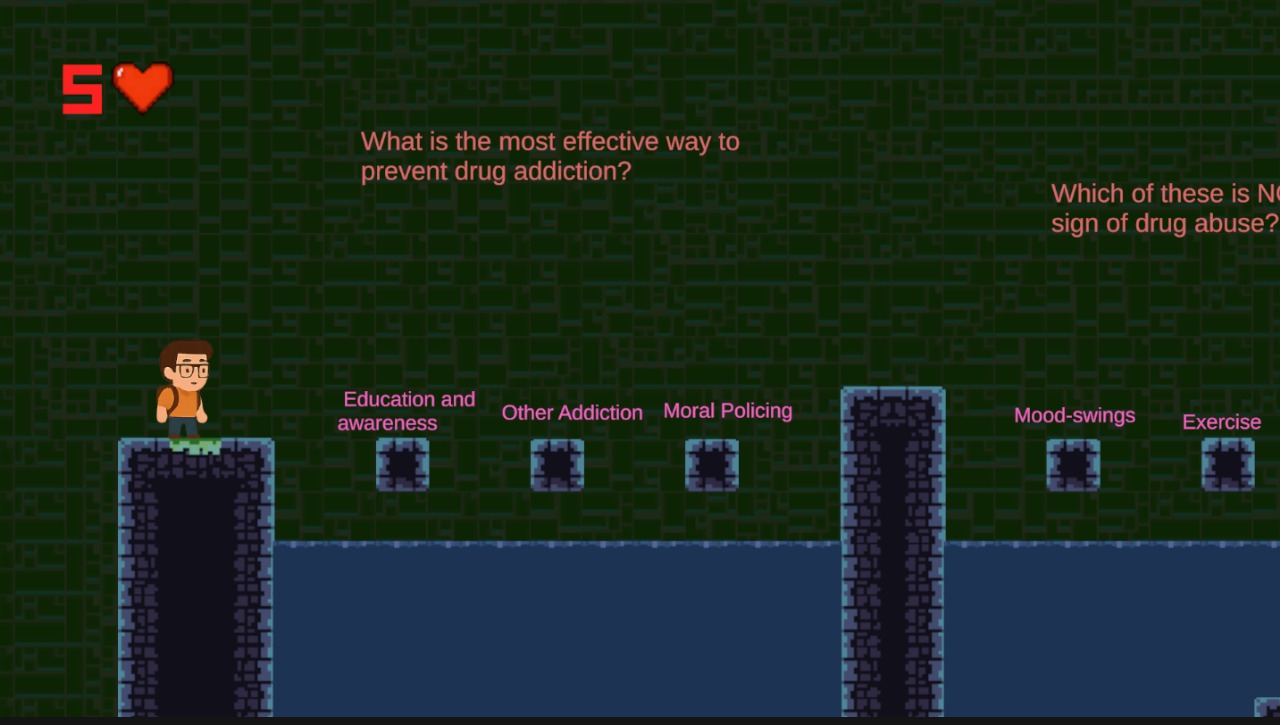 5
What is the most effective way to
prevent drug addiction?
Which of these is
sign of drug abuse?
Education and
awareness
Other Addiction
Moral Policing
Mood-swings
Exercise